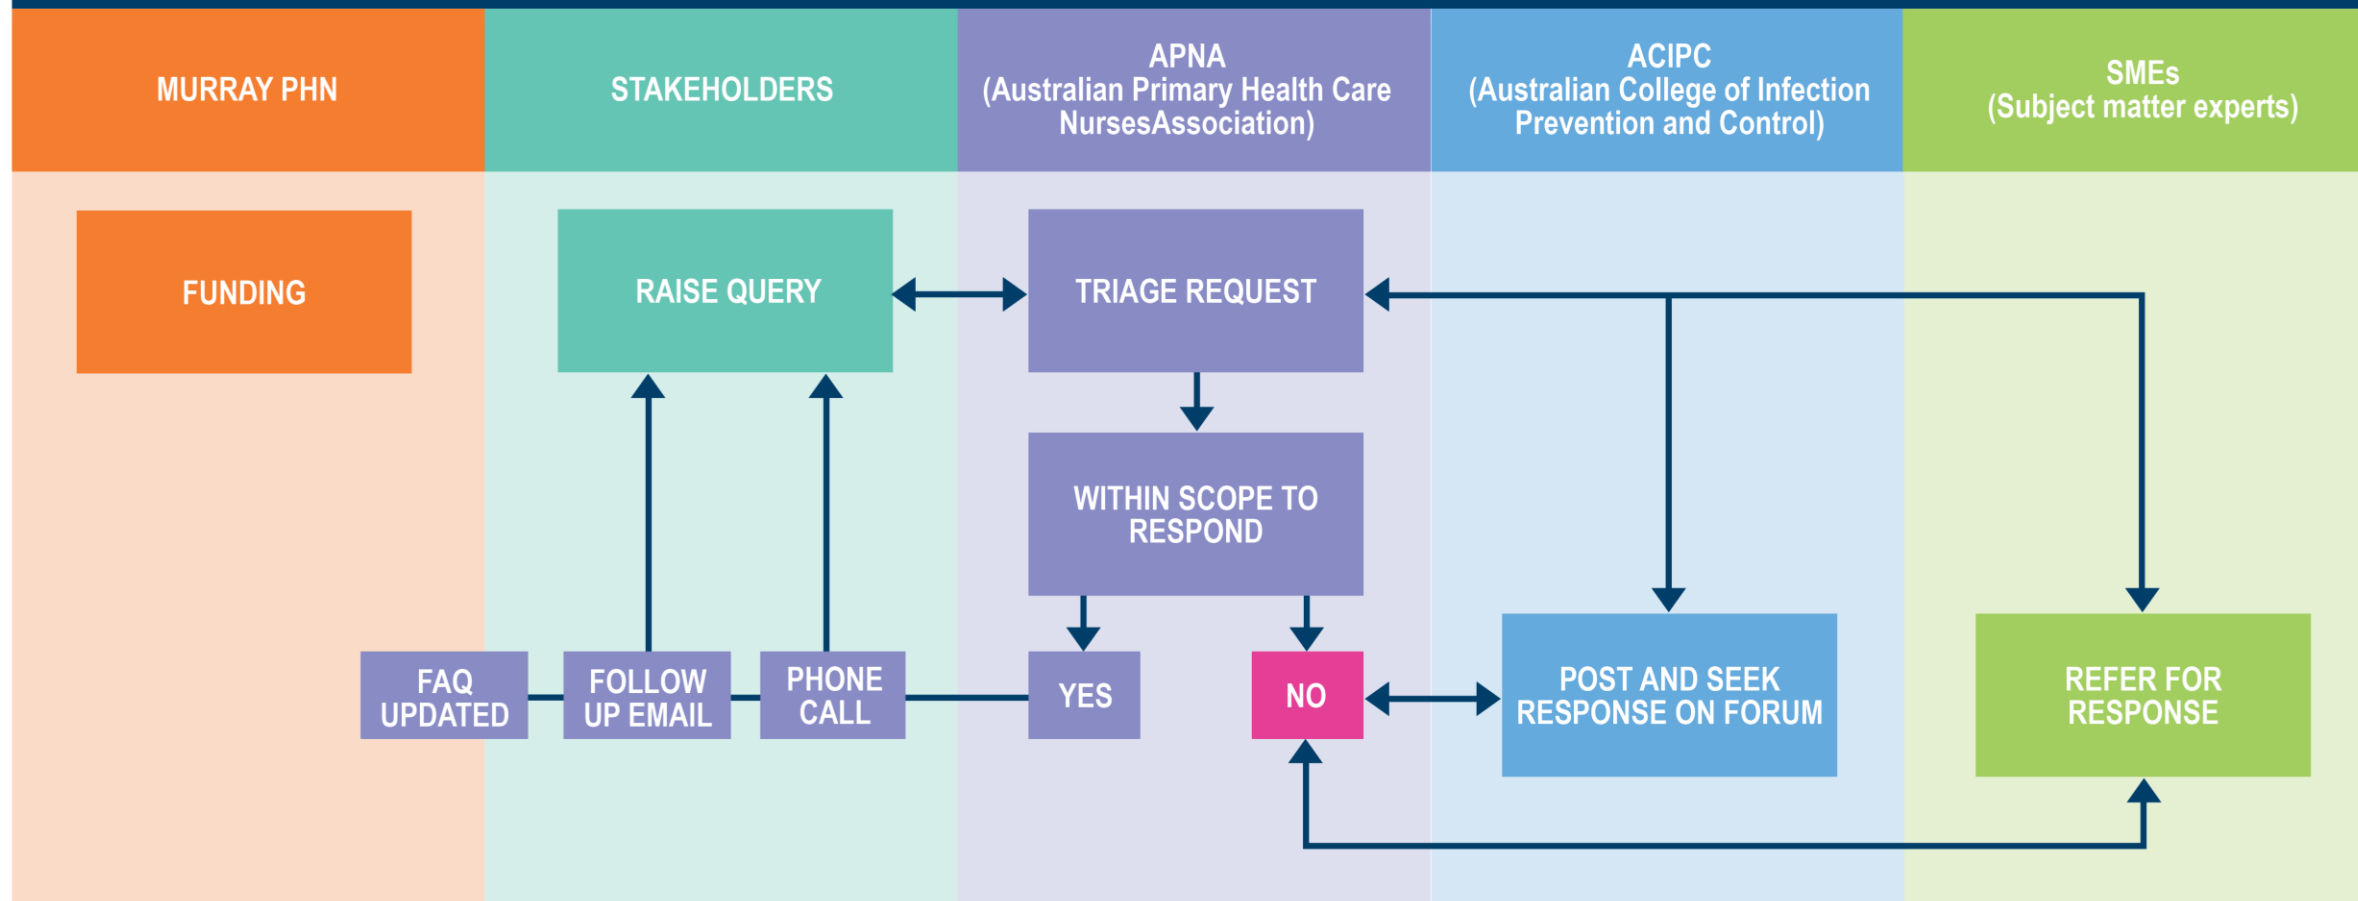 MURRAY PHN
STAKEHOLDERS
APNA
(Australian Primary Health Care
NursesAssociation)
ACIPC
(Australian College of Infection
Prevention and Control)
SMEs
(Subject matter experts)
FUNDING
RAISE QUERY
TRIAGE REQUEST
WITHIN SCOPE TO
RESPOND
FAQ
UPDATED
FOLLOW
UP EMAIL
PHONE
CALL
YES
NO
POST AND SEEK
RESPONSE ON FORUM
REFER FOR
RESPONSE